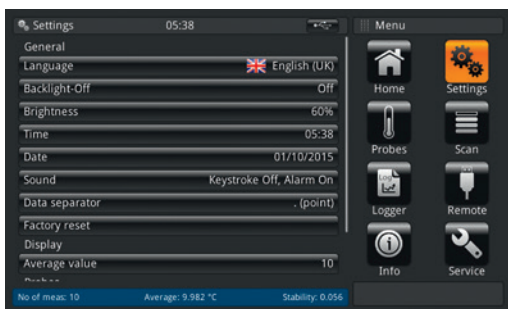 Settings 05:38
General
Language English (UK)
Backlight-Off Off
Brightness 60%
Time 05:38
Date 01/10/2015
Sound Keystroke Off, Alarm On
Data separator . (point)
Factory reset
Display
Average value 10
Probes
No of meas: 10 Average: 9.982 °C Stability: 0.056
Menu
Home Settings
Probes Scan
Log
Logger Remote
Info Service